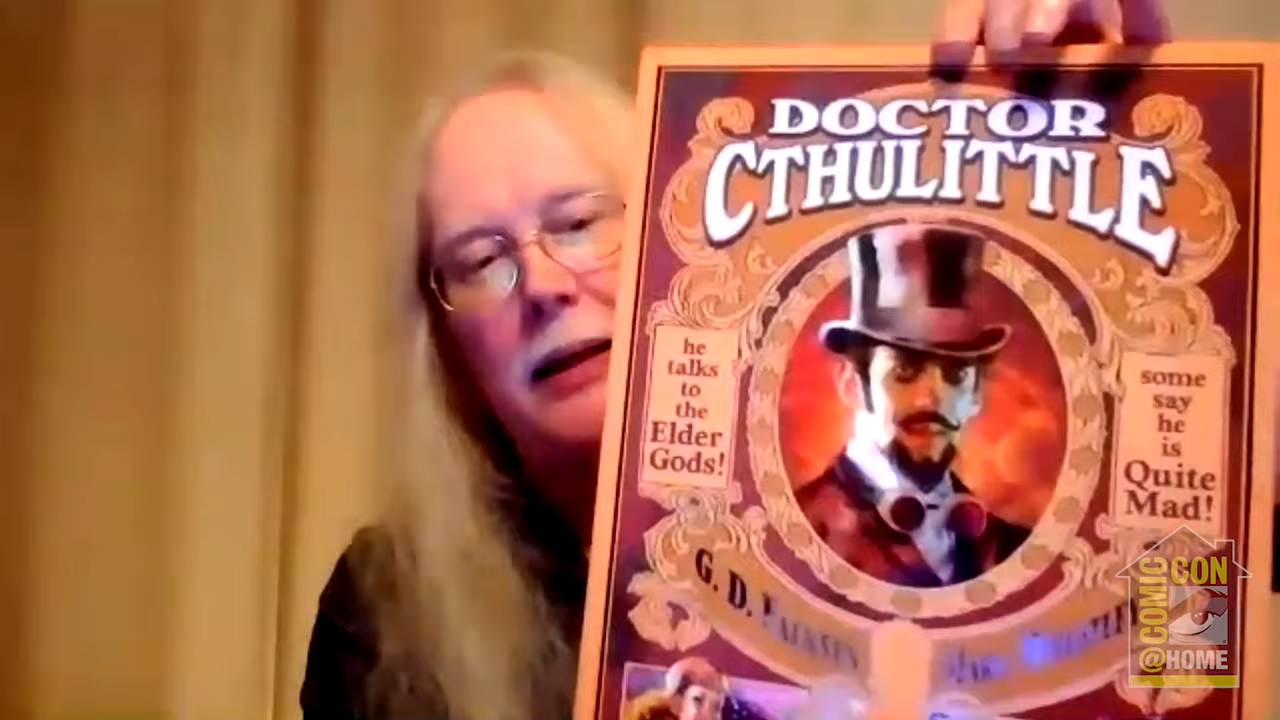 DOCTOR
CTHULITTLE
he
talks
to
the
Elder
Gods!
some
say
he
is
Quite
Mad!
G. D.
@COMIC
CON
HOME